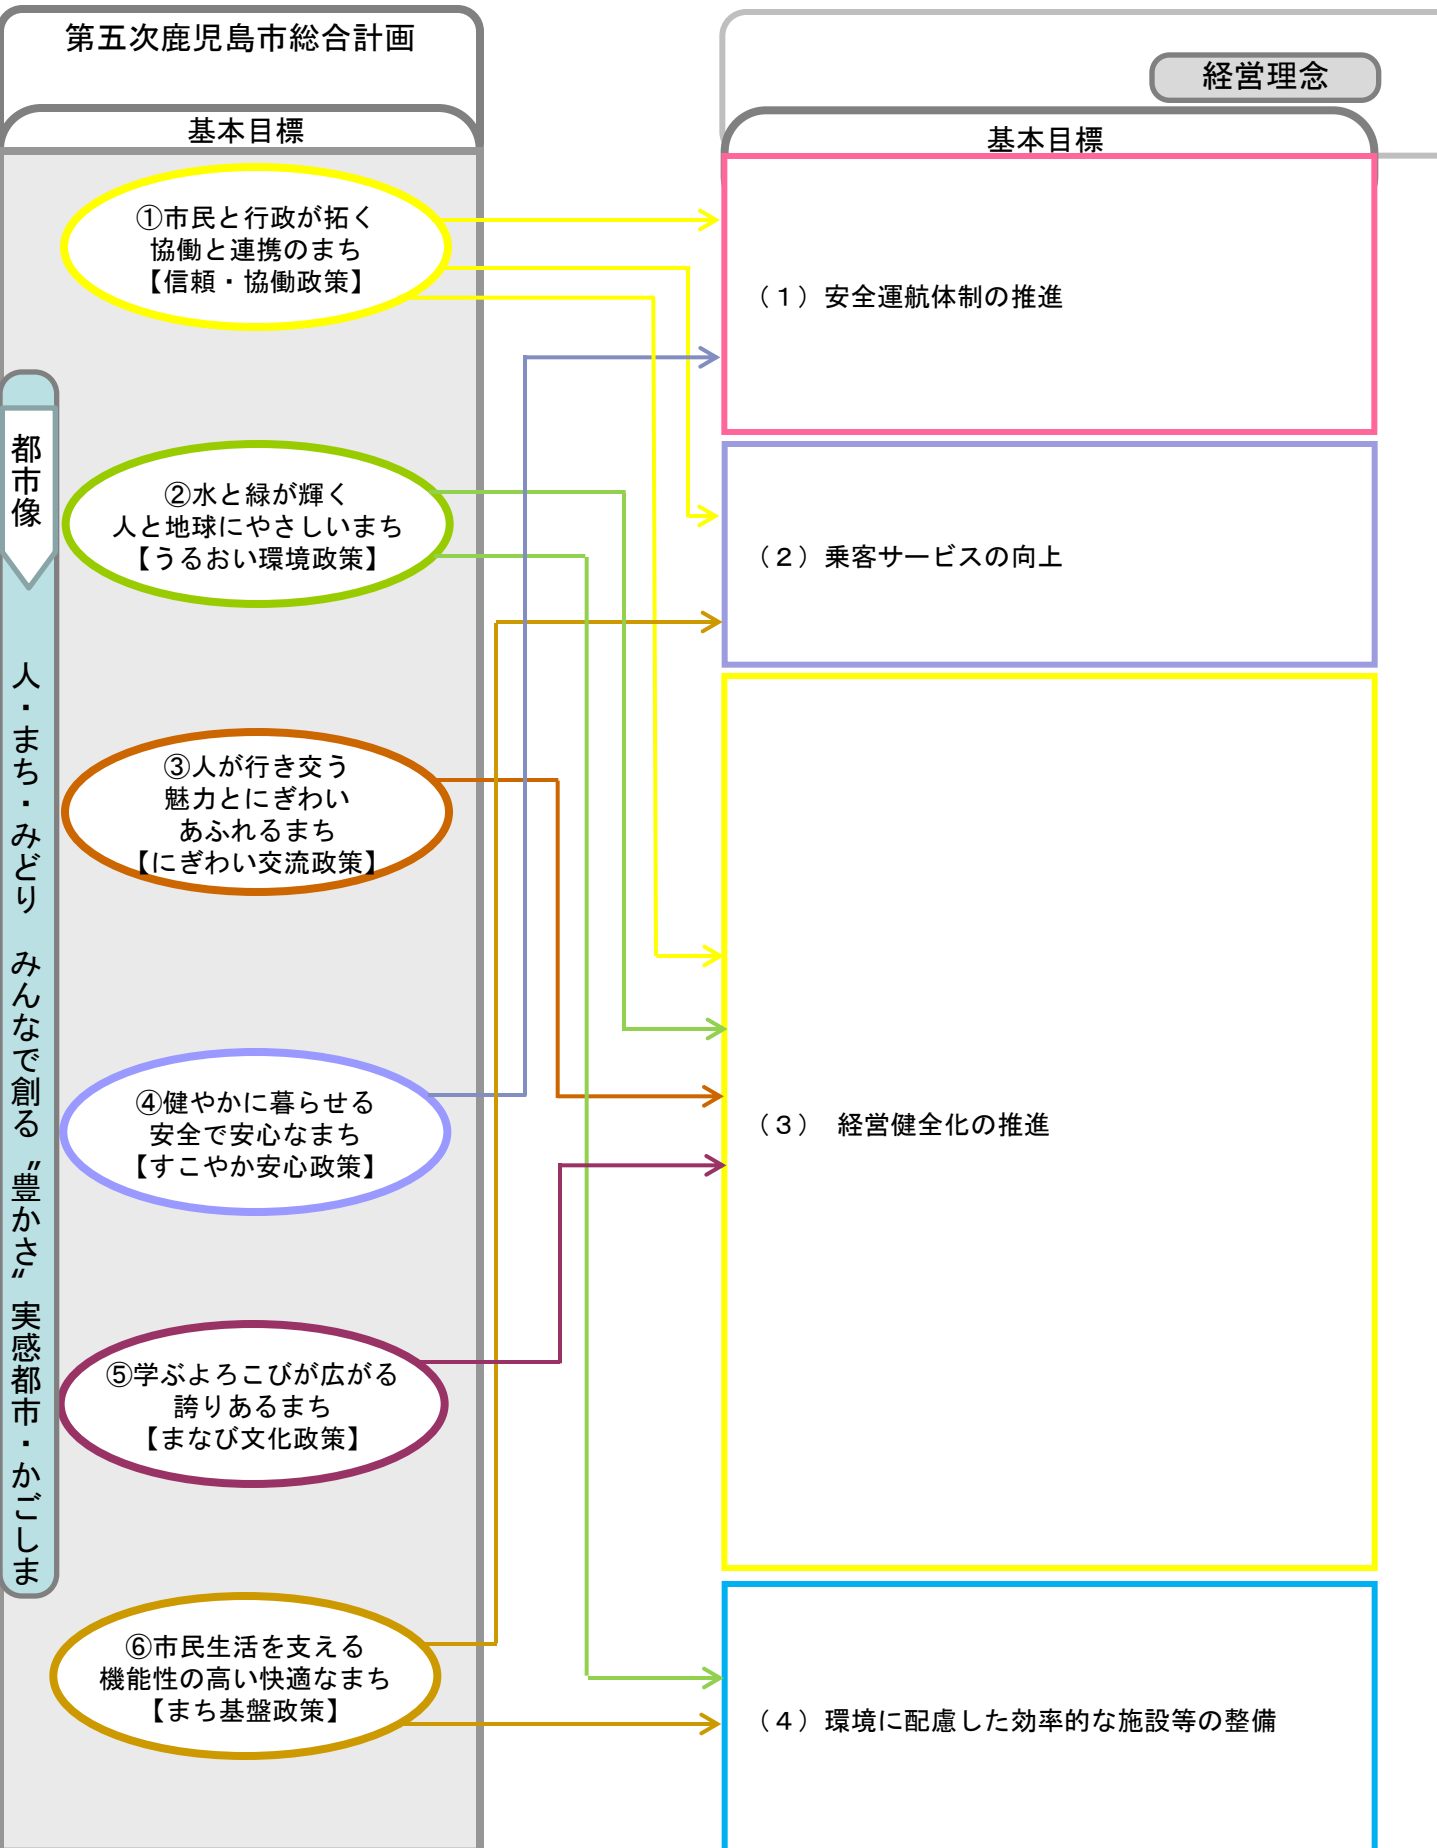 第五次鹿児島市総合計画
基本目標
①市民と行政が拓く
協働と連携のまち
【信頼・協働政策】
②水と緑が輝く
人と地球にやさしいまち
【うるおい環境政策】
③人が行き交う
魅力とにぎわい
あふれるまち
【にぎわい交流政策】
④健やかに暮らせる
安全で安心なまち
【すこやか安心政策】
⑤学ぶよろこびが広がる
誇りあるまち
【まなび文化政策】
⑥市民生活を支える
機能性の高い快適なまち
【まち基盤政策】
都市像
人・まち・みどり　みんなで創る〝豊かさ〟実感都市・かごしま
経営理念
基本目標
（１）安全運航体制の推進
（２）乗客サービスの向上
（３）　経営健全化の推進
（４）環境に配慮した効率的な施設等の整備